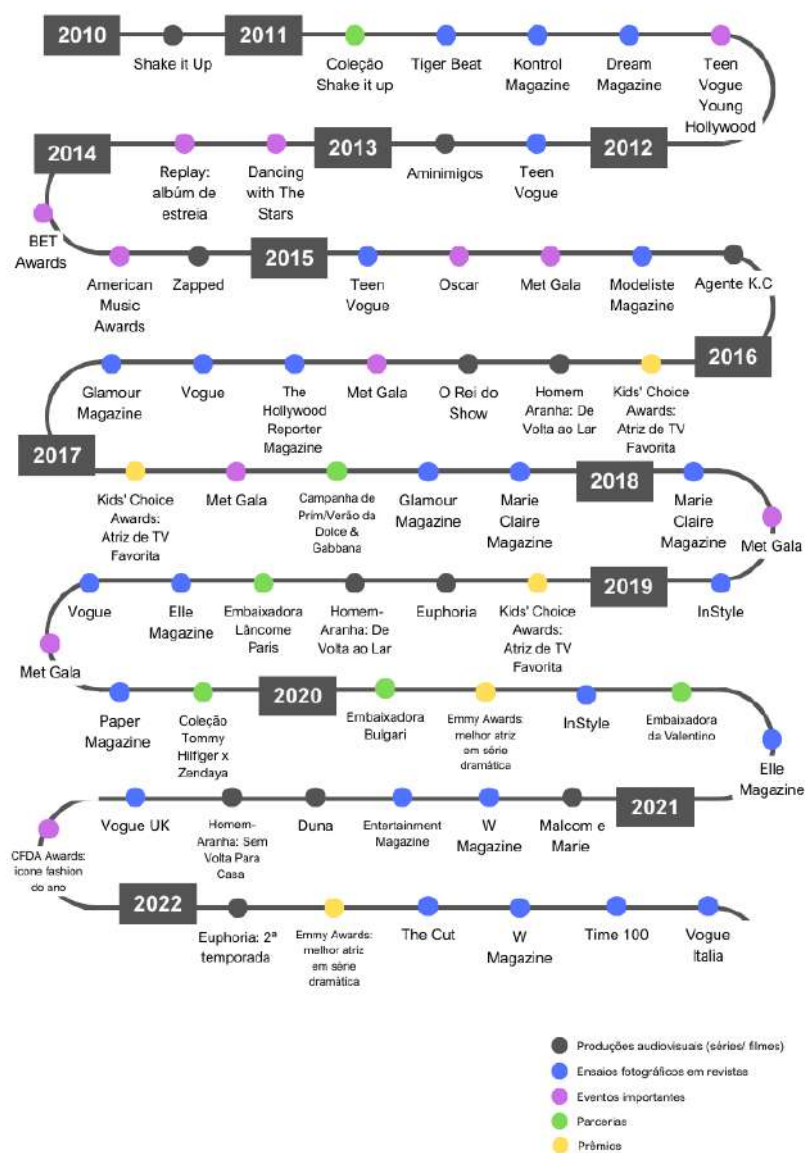 2010
Shake it Up
2011
Coleção
Shake it up
Tiger Beat
Kontrol
Magazine
Dream
Magazine
Teen
Vogue
Young
Hollywood
2014
Replay:
albúm de
estreia
Dancing
with The
Stars
2013
Aminimigos
Teen
Vogue
2012
BET
Awards
American
Music
Awards
Zapped
2015
Teen
Vogue
Oscar
Met Gala
Modeliste
Magazine
Agente K.C
Glamour
Magazine
Vogue
The
Hollywood
Reporter
Magazine
Met Gala
O Rei do
Show
Homem
Aranha: De
Volta ao Lar
Kids' Choice
Awards:
Atriz de TV
Favorita
2016
2017
Kids' Choice
Awards:
Atriz de TV
Favorita
Met Gala
Campanha de
Prim/Verão da
Dolce &
Gabbana
Glamour
Magazine
Marie
Claire
Magazine
2018
Marie
Claire
Magazine
Met Gala
Vogue
Elle
Magazine
Embaixadora
Lâncome
Paris
Homem-
Aranha: De
Volta ao Lar
Euphoria
Kids' Choice
Awards:
Atriz de TV
Favorita
2019
InStyle
Met Gala
Paper
Magazine
Coleção
Tommy
Hilfiger x
Zendaya
2020
Embaixadora
Bulgari
Emmy Awards:
melhor atriz
em série
dramática
InStyle
Embaixadora
da Valentino
Elle
Magazine
Vogue UK
Homem-
Aranha: Sem
Volta Para
Casa
Duna
Entertainment
Magazine
W
Magazine
Malcom e
Marie
2021
CFDA Awards:
ícone fashion
do ano
2022
Euphoria: 2ª
temporada
Emmy Awards:
melhor atriz
em série
dramática
The Cut
W
Magazine
Time 100
Vogue
Italia
Produções audiovisuais (séries/ filmes)
Ensaios fotográficos em revistas
Eventos importantes
Parcerias
Prêmios